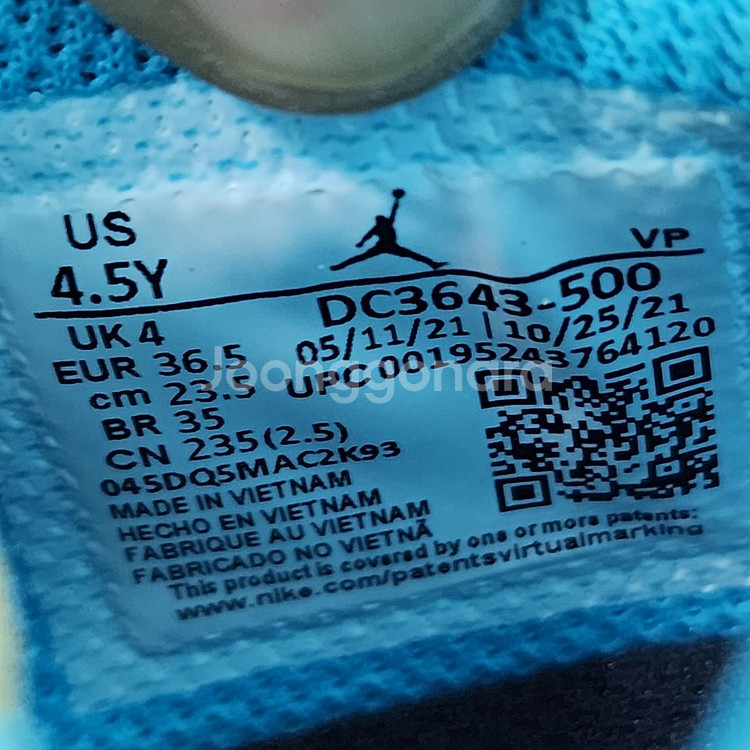 US
4.5Y
VP
UK 4
EUR 36.5
cm 23.5
BR 35
CN 235(2.5)
DC3643-500
05/11/21 | 10/25/21
UPC 00195243764120
Joonggonara
045DQ5MAC2K93
MADE IN VIETNAM
HECHO EN VIETNAM
FABRIQUE AU VIETNAM
FABRICADO NO VIETNÃ
This product is covered by one or more patents:
www.nike.com/patentsvirtualmarking